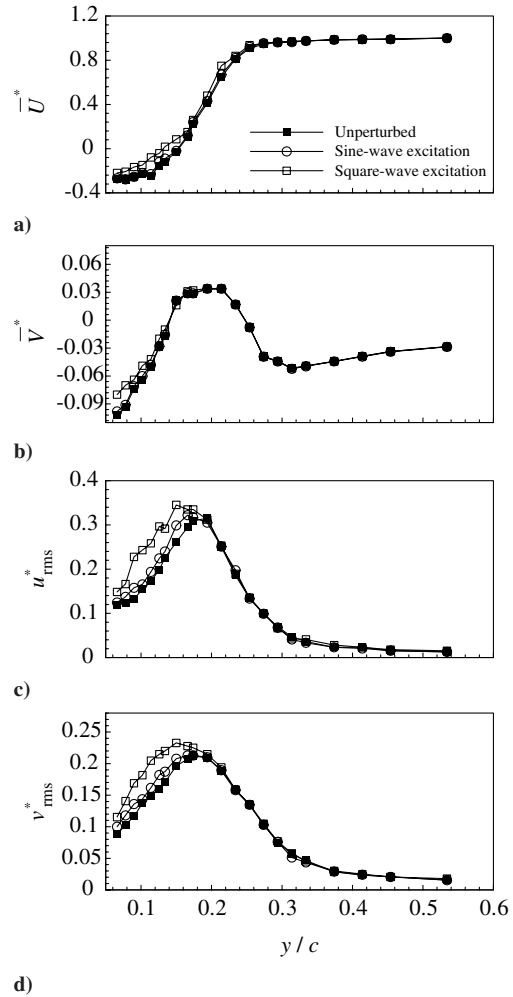 1.2
0.8
0.4
0
-0.4
U̅*
Unperturbed
Sine-wave excitation
Square-wave excitation
a)
0.06
0.03
0
-0.03
-0.06
-0.09
V̅*
b)
0.4
0.3
0.2
0.1
0
u*rms
c)
0.25
0.2
0.15
0.1
0.05
0
v*rms
0.1 0.2 0.3 0.4 0.5 0.6
y / c
d)